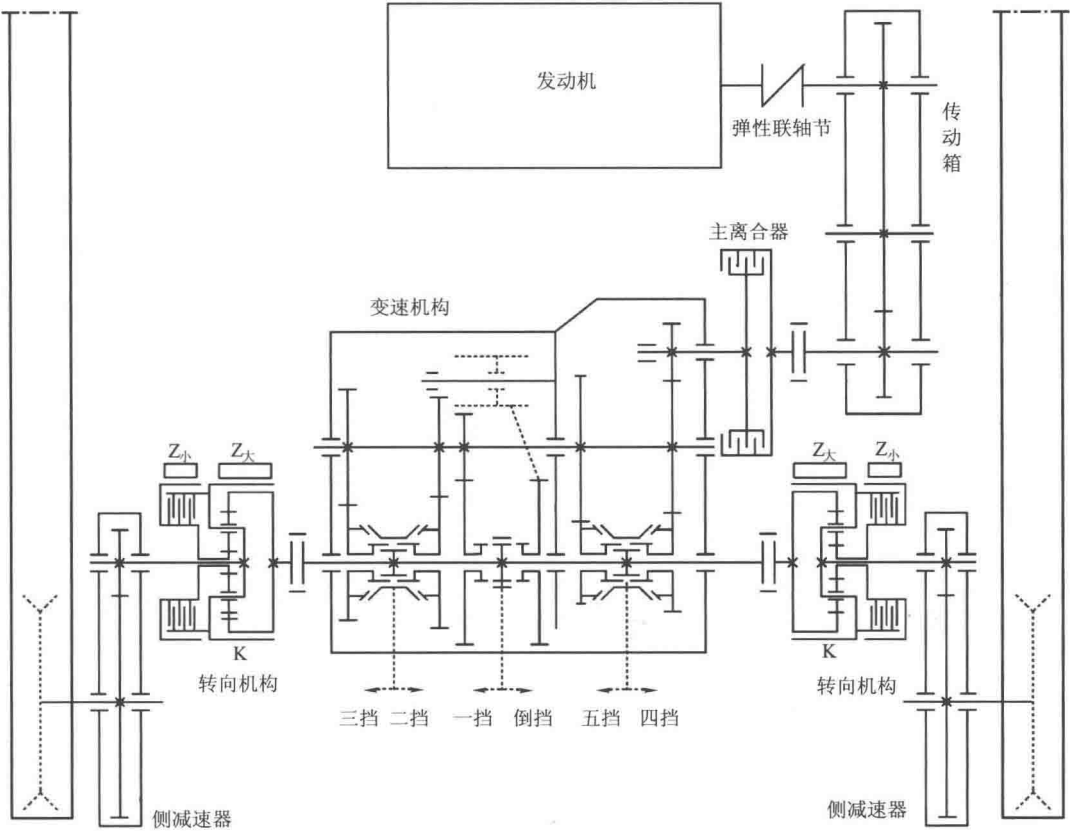 发动机
弹性联轴节
传动箱
主离合器
变速机构
Z小
Z大
Z大
Z小
K
K
转向机构
转向机构
三挡 二挡 一挡 倒挡 五挡 四挡
侧减速器
侧减速器